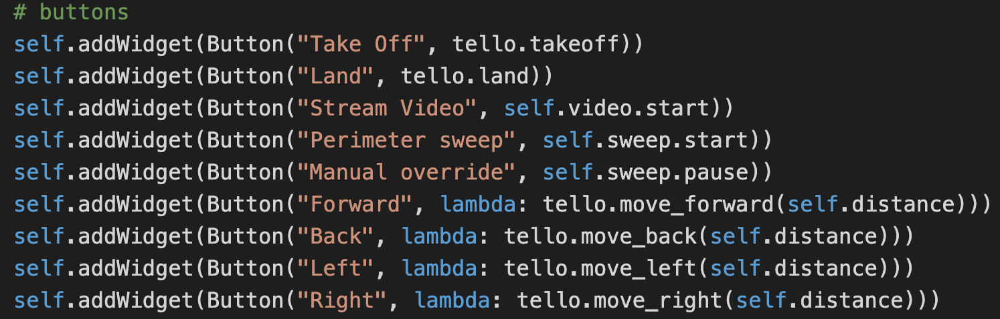 # buttons
self.addWidget(Button("Take Off", tello.takeoff))
self.addWidget(Button("Land", tello.land))
self.addWidget(Button("Stream Video", self.video.start))
self.addWidget(Button("Perimeter sweep", self.sweep.start))
self.addWidget(Button("Manual override", self.sweep.pause))
self.addWidget(Button("Forward", lambda: tello.move_forward(self.distance)))
self.addWidget(Button("Back", lambda: tello.move_back(self.distance)))
self.addWidget(Button("Left", lambda: tello.move_left(self.distance)))
self.addWidget(Button("Right", lambda: tello.move_right(self.distance)))